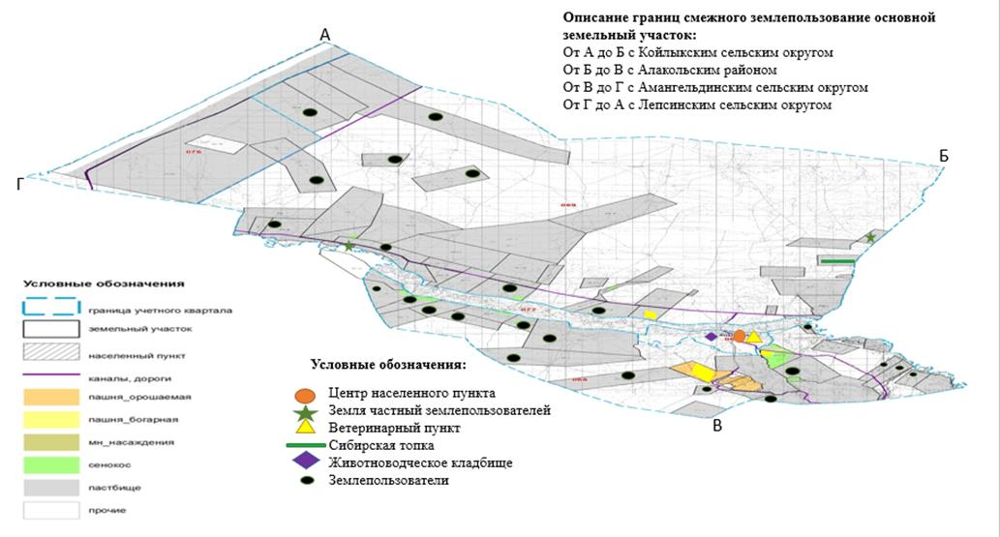 Описание границ смежного землепользование основной
земельный участок:
От А до Б с Койлыкским сельским округом
От Б до В с Алакольским районом
От В до Г с Амангельдинским сельским округом
От Г до А с Лепсинским сельским округом
А
Б
Г
В
076
069
077
Условные обозначения
граница учетного квартала
земельный участок
населенный пункт
каналы, дороги
пашня_орошаемая
пашня_богарная
мн_насаждения
сенокос
пастбище
прочие
Условные обозначения:
Центр населенного пункта
Земля частный землепользователей
Ветеринарный пункт
Сибирская топка
Животноводческое кладбище
Землепользователи